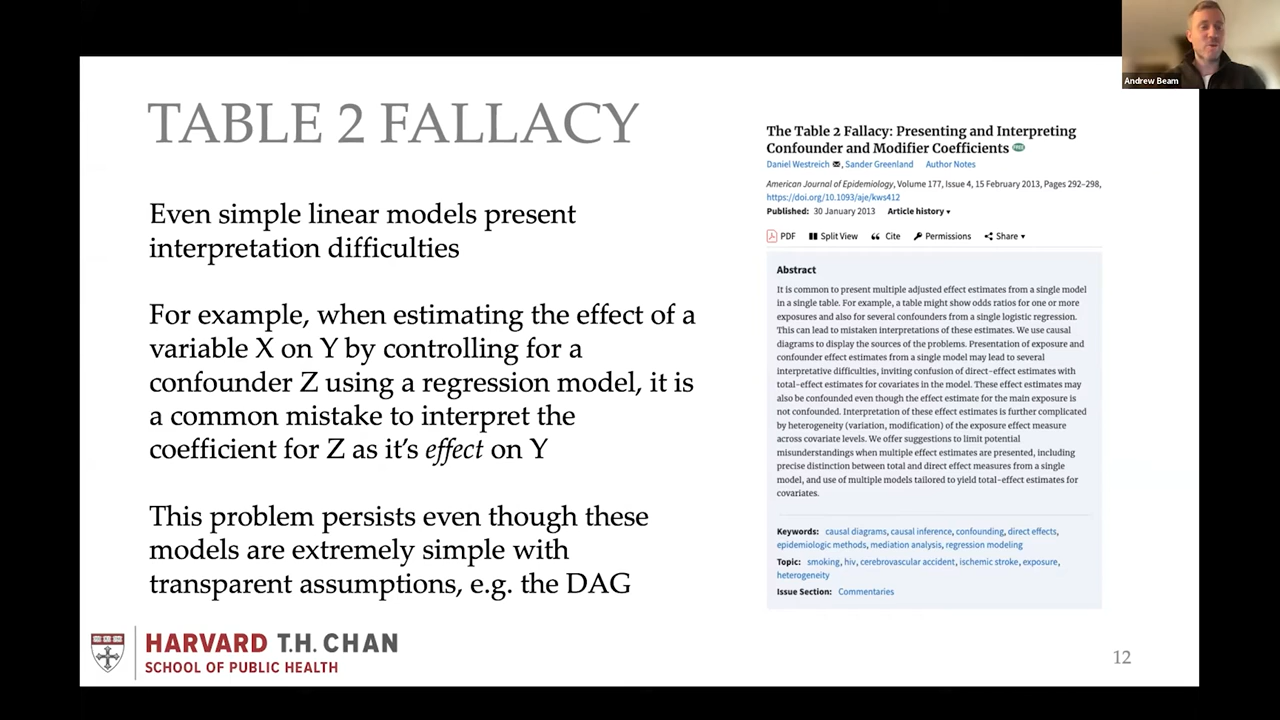 Andrew Beam
TABLE 2 FALLACY
Even simple linear models present
interpretation difficulties
For example, when estimating the effect of a
variable X on Y by controlling for a
confounder Z using a regression model, it is
a common mistake to interpret the
coefficient for Z as it's effect on Y
This problem persists even though these
models are extremely simple with
transparent assumptions, e.g. the DAG
The Table 2 Fallacy: Presenting and Interpreting
Confounder and Modifier Coefficients FREE
Daniel Westreich, Sander Greenland Author Notes
American Journal of Epidemiology, Volume 177, Issue 4, 15 February 2013, Pages 292–298,
https://doi.org/10.1093/aje/kws412
Published: 30 January 2013 Article history
PDF Split View Cite Permissions Share
Abstract
It is common to present multiple adjusted effect estimates from a single model
in a single table. For example, a table might show odds ratios for one or more
exposures and also for several confounders from a single logistic regression.
This can lead to mistaken interpretations of these estimates. We use causal
diagrams to display the sources of the problems. Presentation of exposure and
confounder effect estimates from a single model may lead to several
interpretive difficulties, inviting confusion of direct-effect estimates with
total-effect estimates for covariates in the model. These effect estimates may
also be confounded even though the effect estimate for the main exposure is
not confounded. Interpretation of these effect estimates is further complicated
by heterogeneity (variation, modification) of the exposure effect measure
across covariate levels. We offer suggestions to limit potential
misunderstandings when multiple effect estimates are presented, including
precise distinction between total and direct effect measures from a single
model, and use of multiple models tailored to yield total-effect estimates for
covariates.
Keywords: causal diagrams, causal inference, confounding, direct effects,
epidemiologic methods, mediation analysis, regression modeling
Topic: smoking, hiv, cerebrovascular accident, ischemic stroke, exposure,
heterogeneity
Issue Section: Commentaries
HARVARD T.H. CHAN
SCHOOL OF PUBLIC HEALTH
12